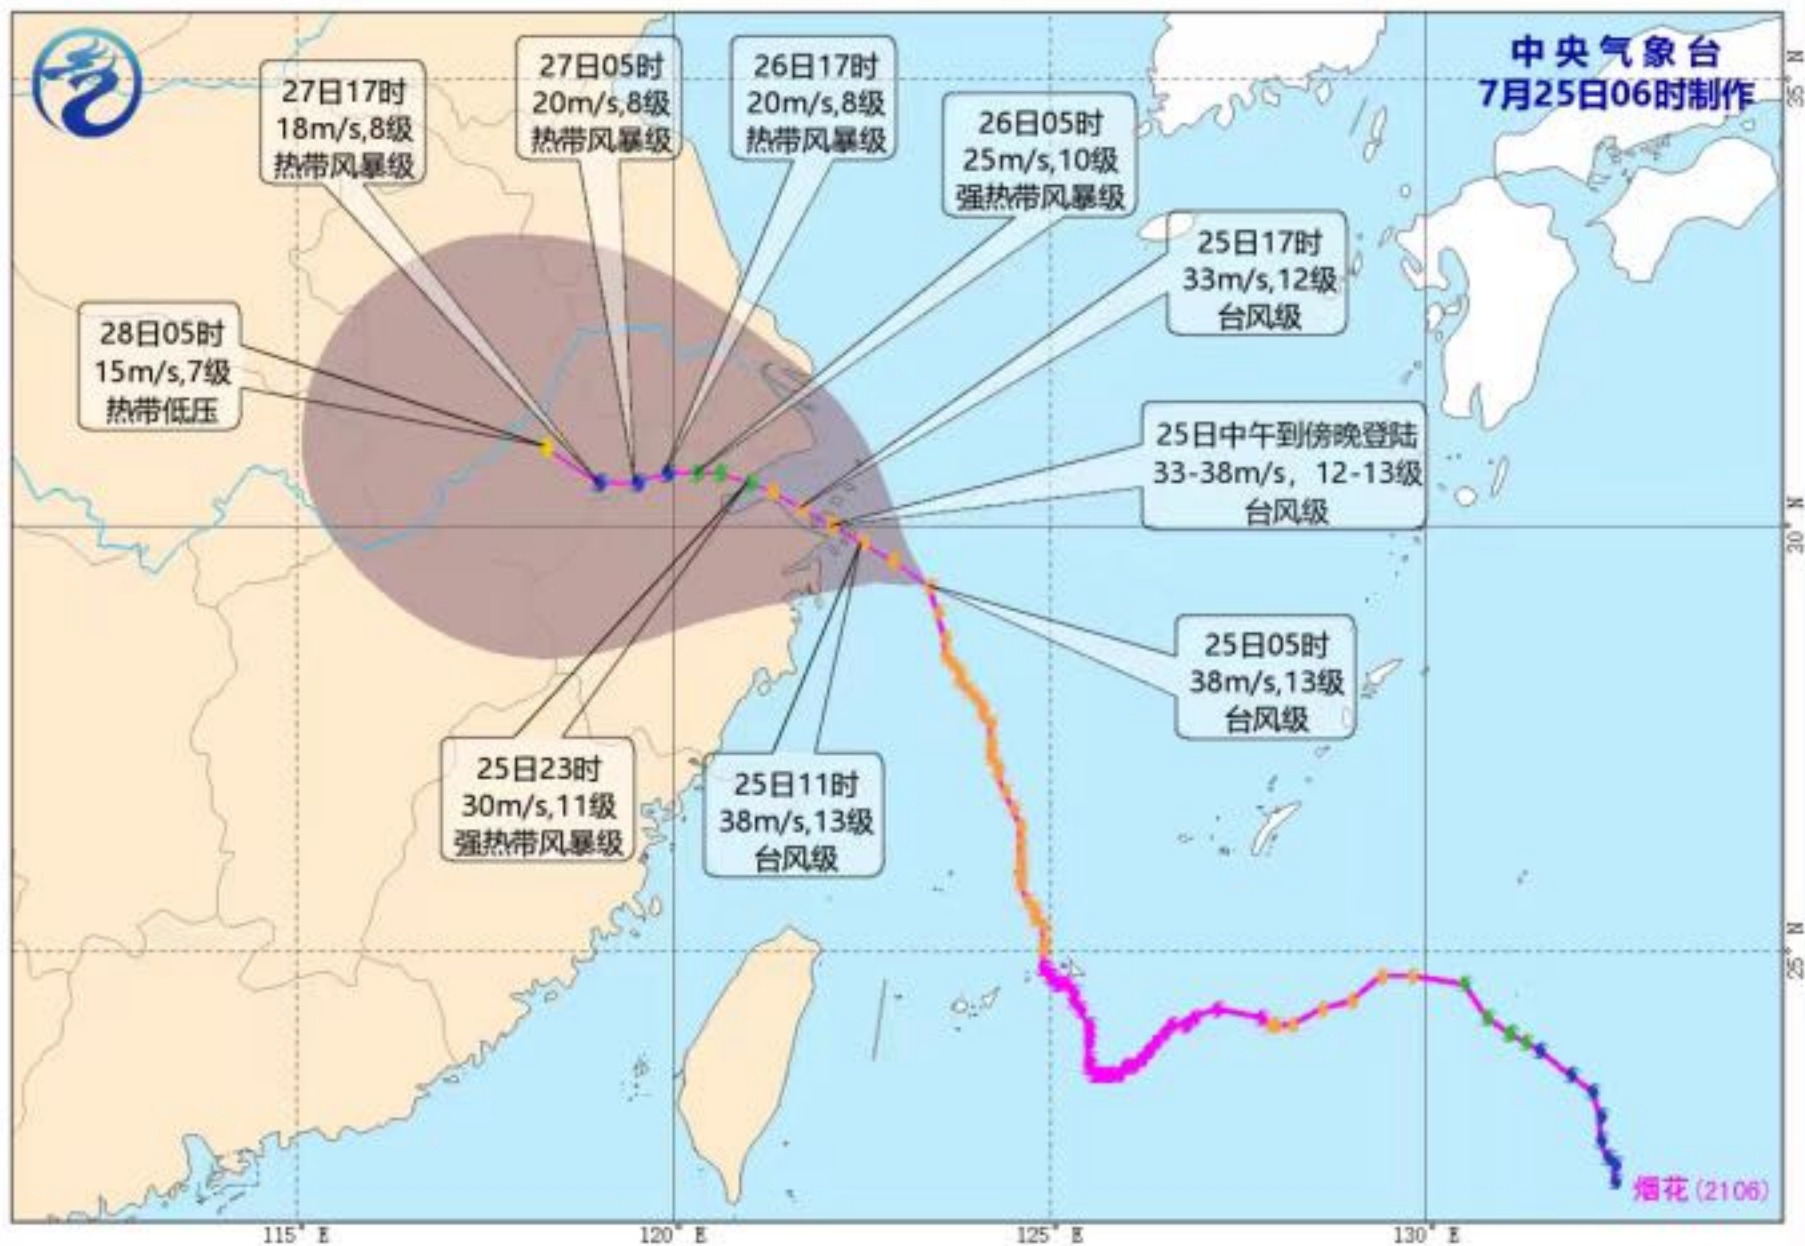 中央气象台
7月25日06时制作
27日17时
18m/s,8级
热带风暴级
27日05时
20m/s,8级
热带风暴级
26日17时
20m/s,8级
热带风暴级
26日05时
25m/s,10级
强热带风暴级
25日17时
33m/s,12级
台风级
28日05时
15m/s,7级
热带低压
25日中午到傍晚登陆
33-38m/s，12-13级
台风级
25日05时
38m/s,13级
台风级
25日23时
30m/s,11级
强热带风暴级
25日11时
38m/s,13级
台风级
烟花(2106)
35° N
30° N
25° N
115° E
120° E
125° E
130° E